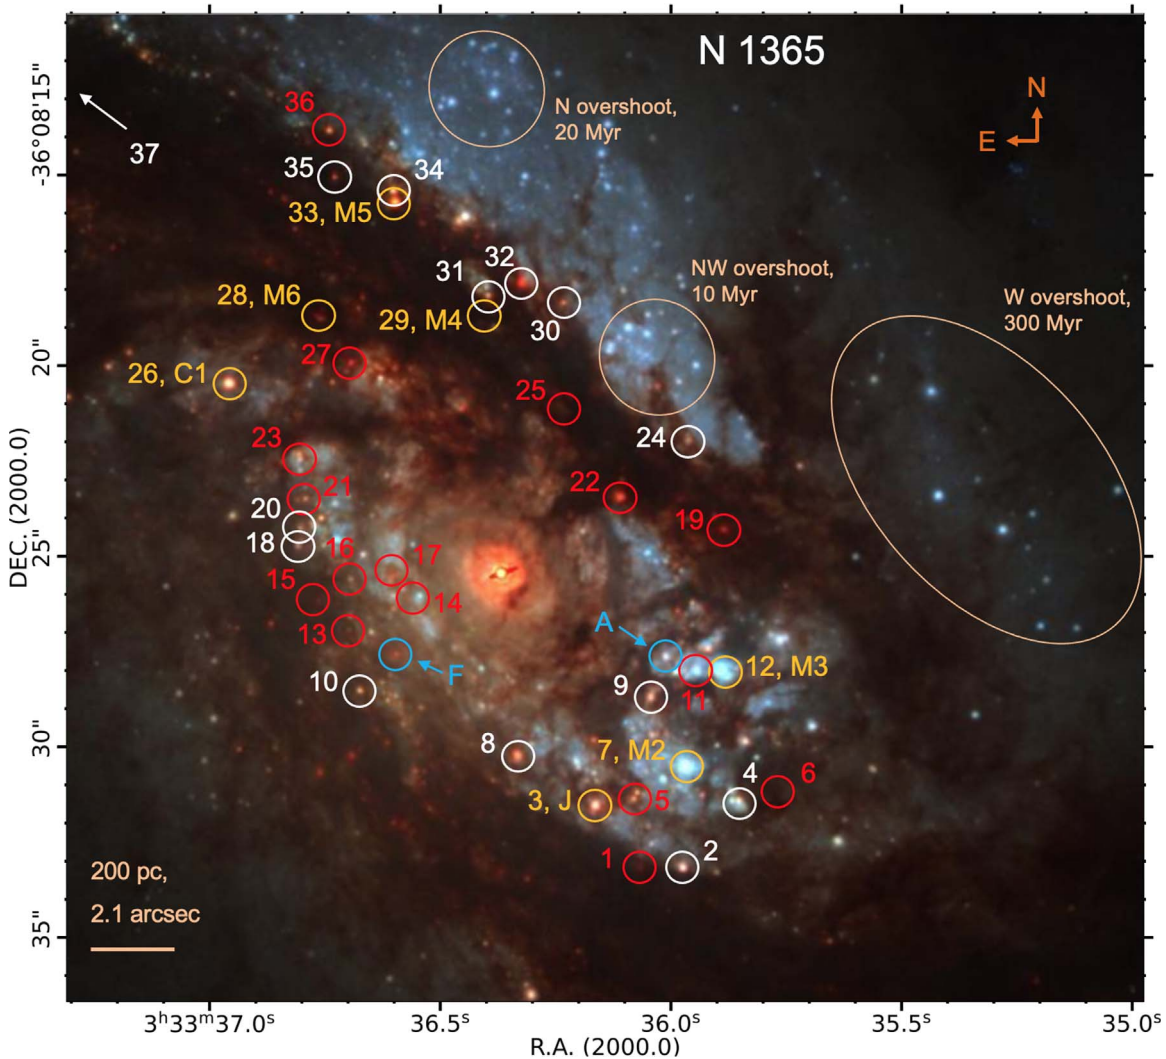 N 1365
N
E
N overshoot,
20 Myr
36
37
35
34
33, M5
32
31
30
NW overshoot,
10 Myr
W overshoot,
300 Myr
28, M6
29, M4
27
26, C1
25
24
23
22
21
20
19
18
17
16
15
14
13
A
F
12, M3
11
10
9
8
7, M2
6
5
4
3, J
2
1
200 pc,
2.1 arcsec
-36°08'15"
20"
25"
30"
35"
DEC. (2000.0)
3h33m37.0s
36.5s
36.0s
35.5s
35.0s
R.A. (2000.0)